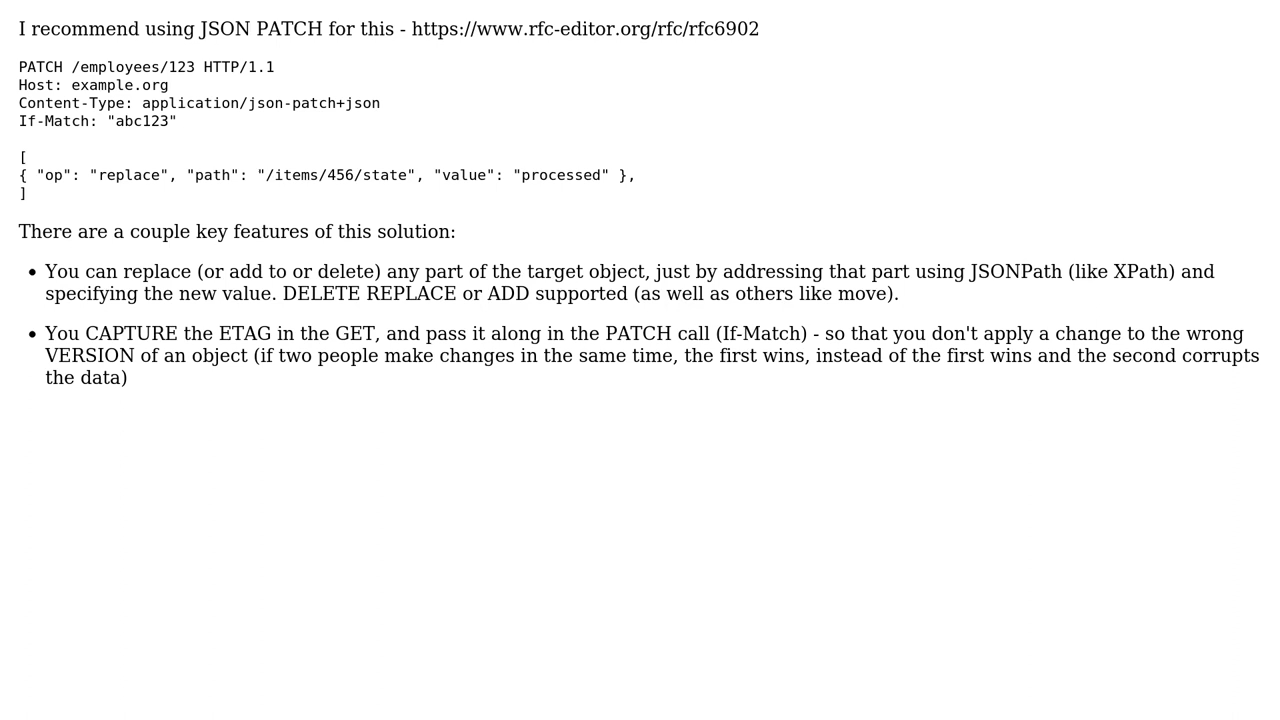 I recommend using JSON PATCH for this - https://www.rfc-editor.org/rfc/rfc6902
PATCH /employees/123 HTTP/1.1
Host: example.org
Content-Type: application/json-patch+json
If-Match: "abc123"
[
{ "op": "replace", "path": "/items/456/state", "value": "processed" },
]
There are a couple key features of this solution:
• You can replace (or add to or delete) any part of the target object, just by addressing that part using JSONPath (like XPath) and
specifying the new value. DELETE REPLACE or ADD supported (as well as others like move).
• You CAPTURE the ETAG in the GET, and pass it along in the PATCH call (If-Match) - so that you don't apply a change to the wrong
VERSION of an object (if two people make changes in the same time, the first wins, instead of the first wins and the second corrupts
the data)